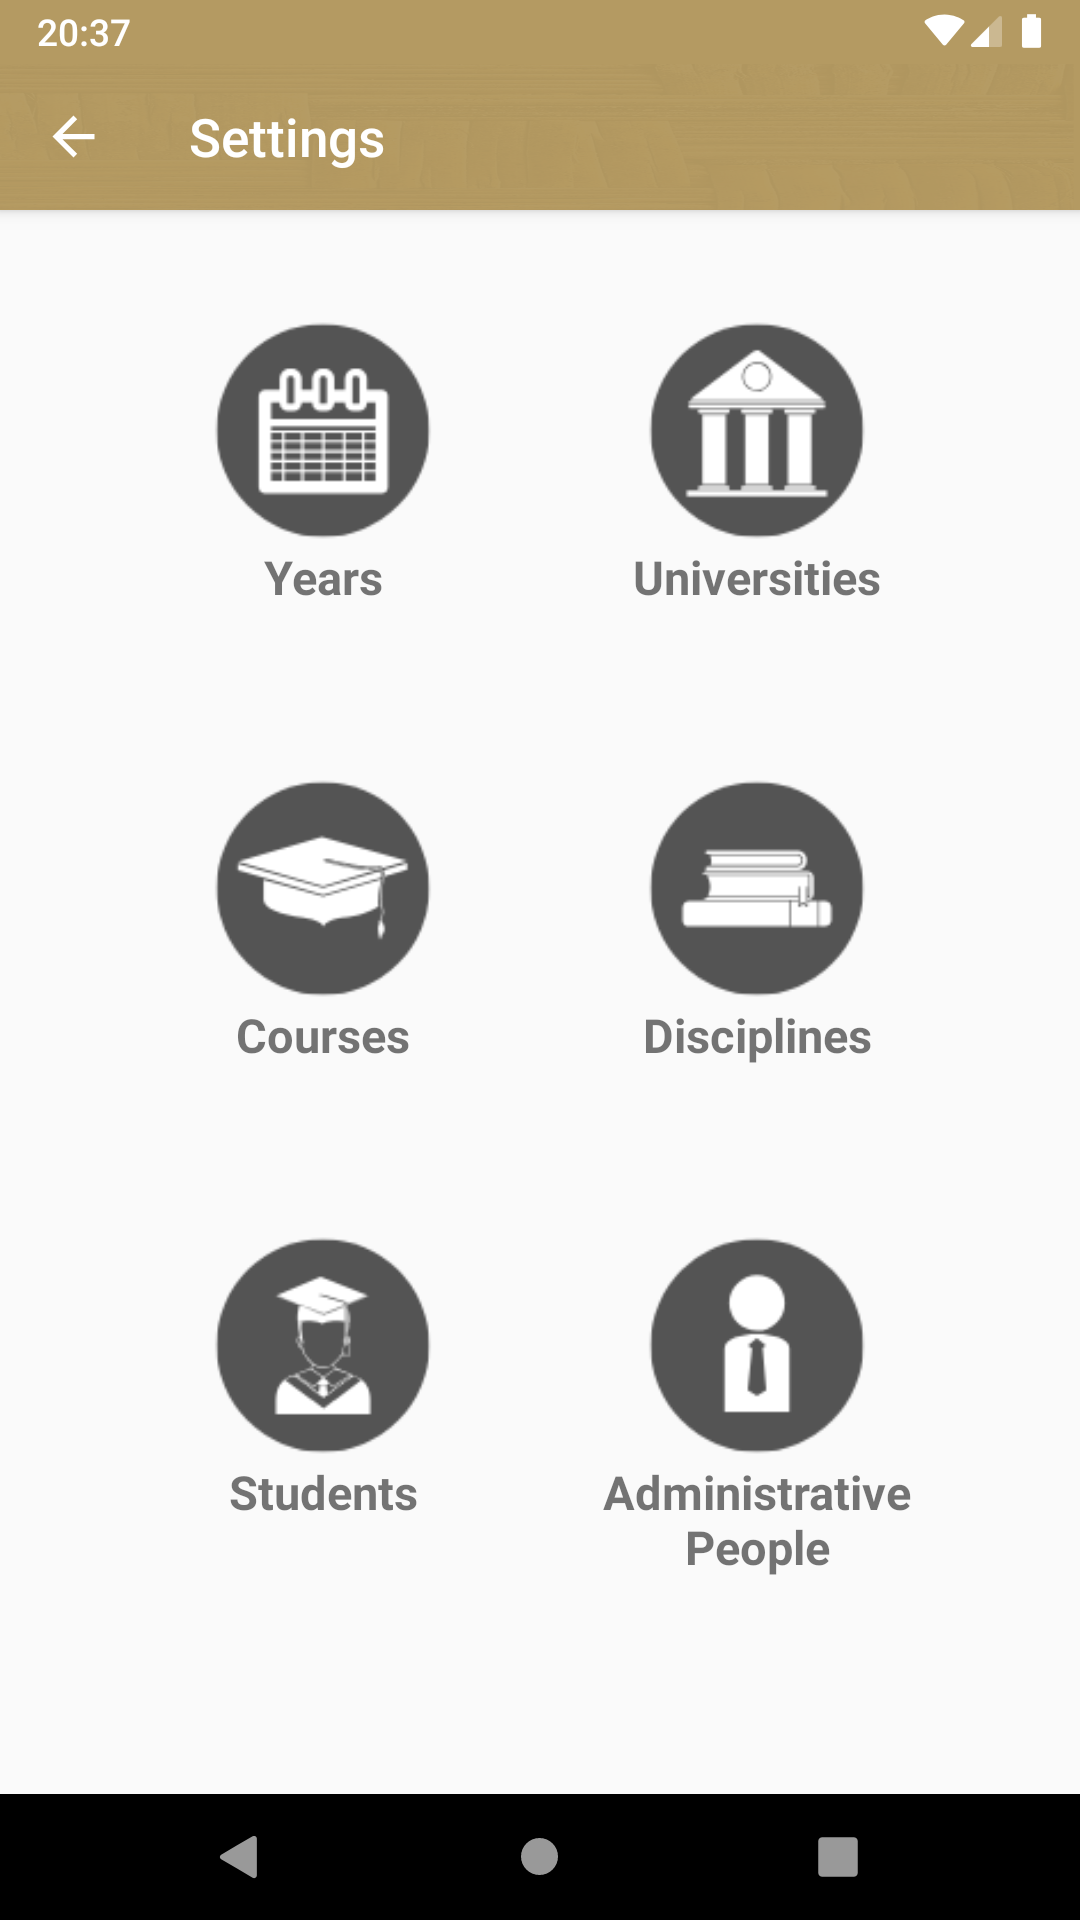 20:37
Settings
Years
Universities
Courses
Disciplines
Students
Administrative
People